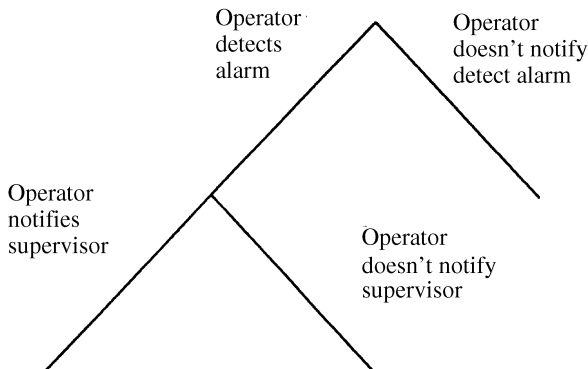 Operator
detects
alarm
Operator
doesn't notify
detect alarm
Operator
notifies
supervisor
Operator
doesn't notify
supervisor